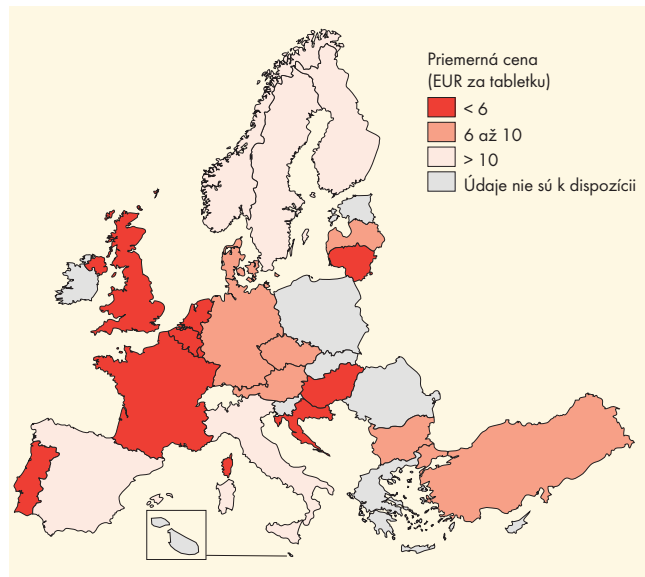 Priemerná cena
(EUR za tabletku)
< 6
6 až 10
> 10
Údaje nie sú k dispozícii